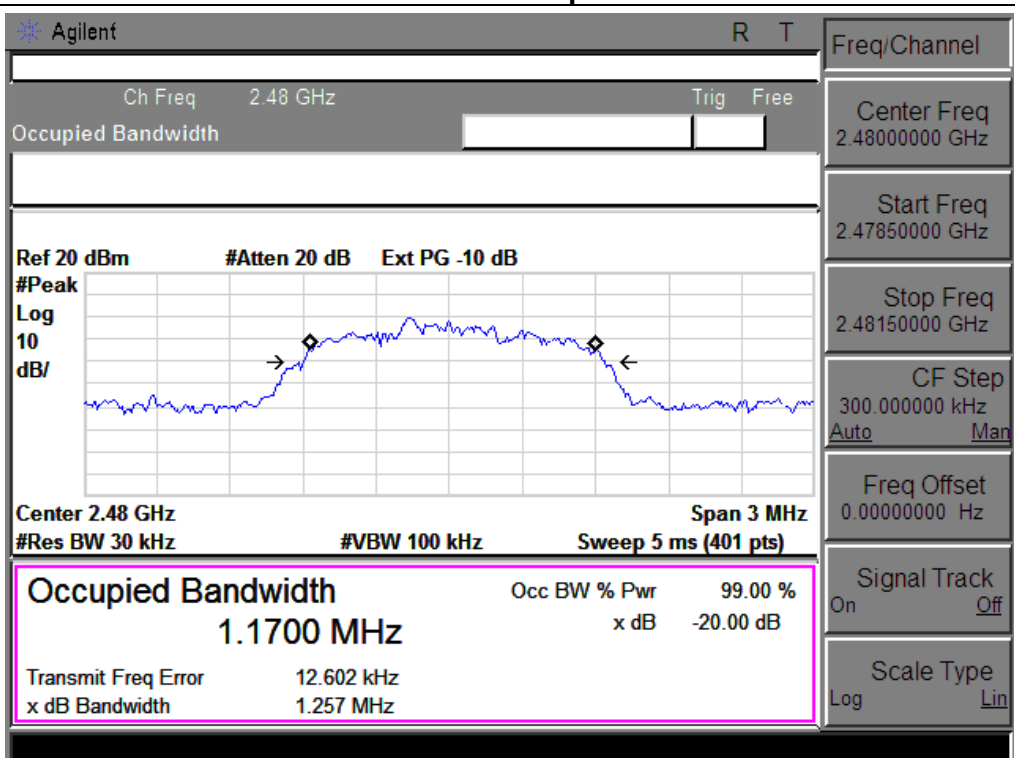 Agilent R T
Ch Freq 2.48 GHz Trig Free
Occupied Bandwidth
Ref 20 dBm #Atten 20 dB Ext PG -10 dB
#Peak
Log
10
dB/
Center 2.48 GHz Span 3 MHz
#Res BW 30 kHz #VBW 100 kHz Sweep 5 ms (401 pts)
Occupied Bandwidth Occ BW % Pwr 99.00 %
1.1700 MHz x dB -20.00 dB
Transmit Freq Error 12.602 kHz
x dB Bandwidth 1.257 MHz
Freq/Channel
Center Freq
2.48000000 GHz
Start Freq
2.47850000 GHz
Stop Freq
2.48150000 GHz
CF Step
300.000000 kHz
Auto Man
Freq Offset
0.00000000 Hz
Signal Track
On Off
Scale Type
Log Lin